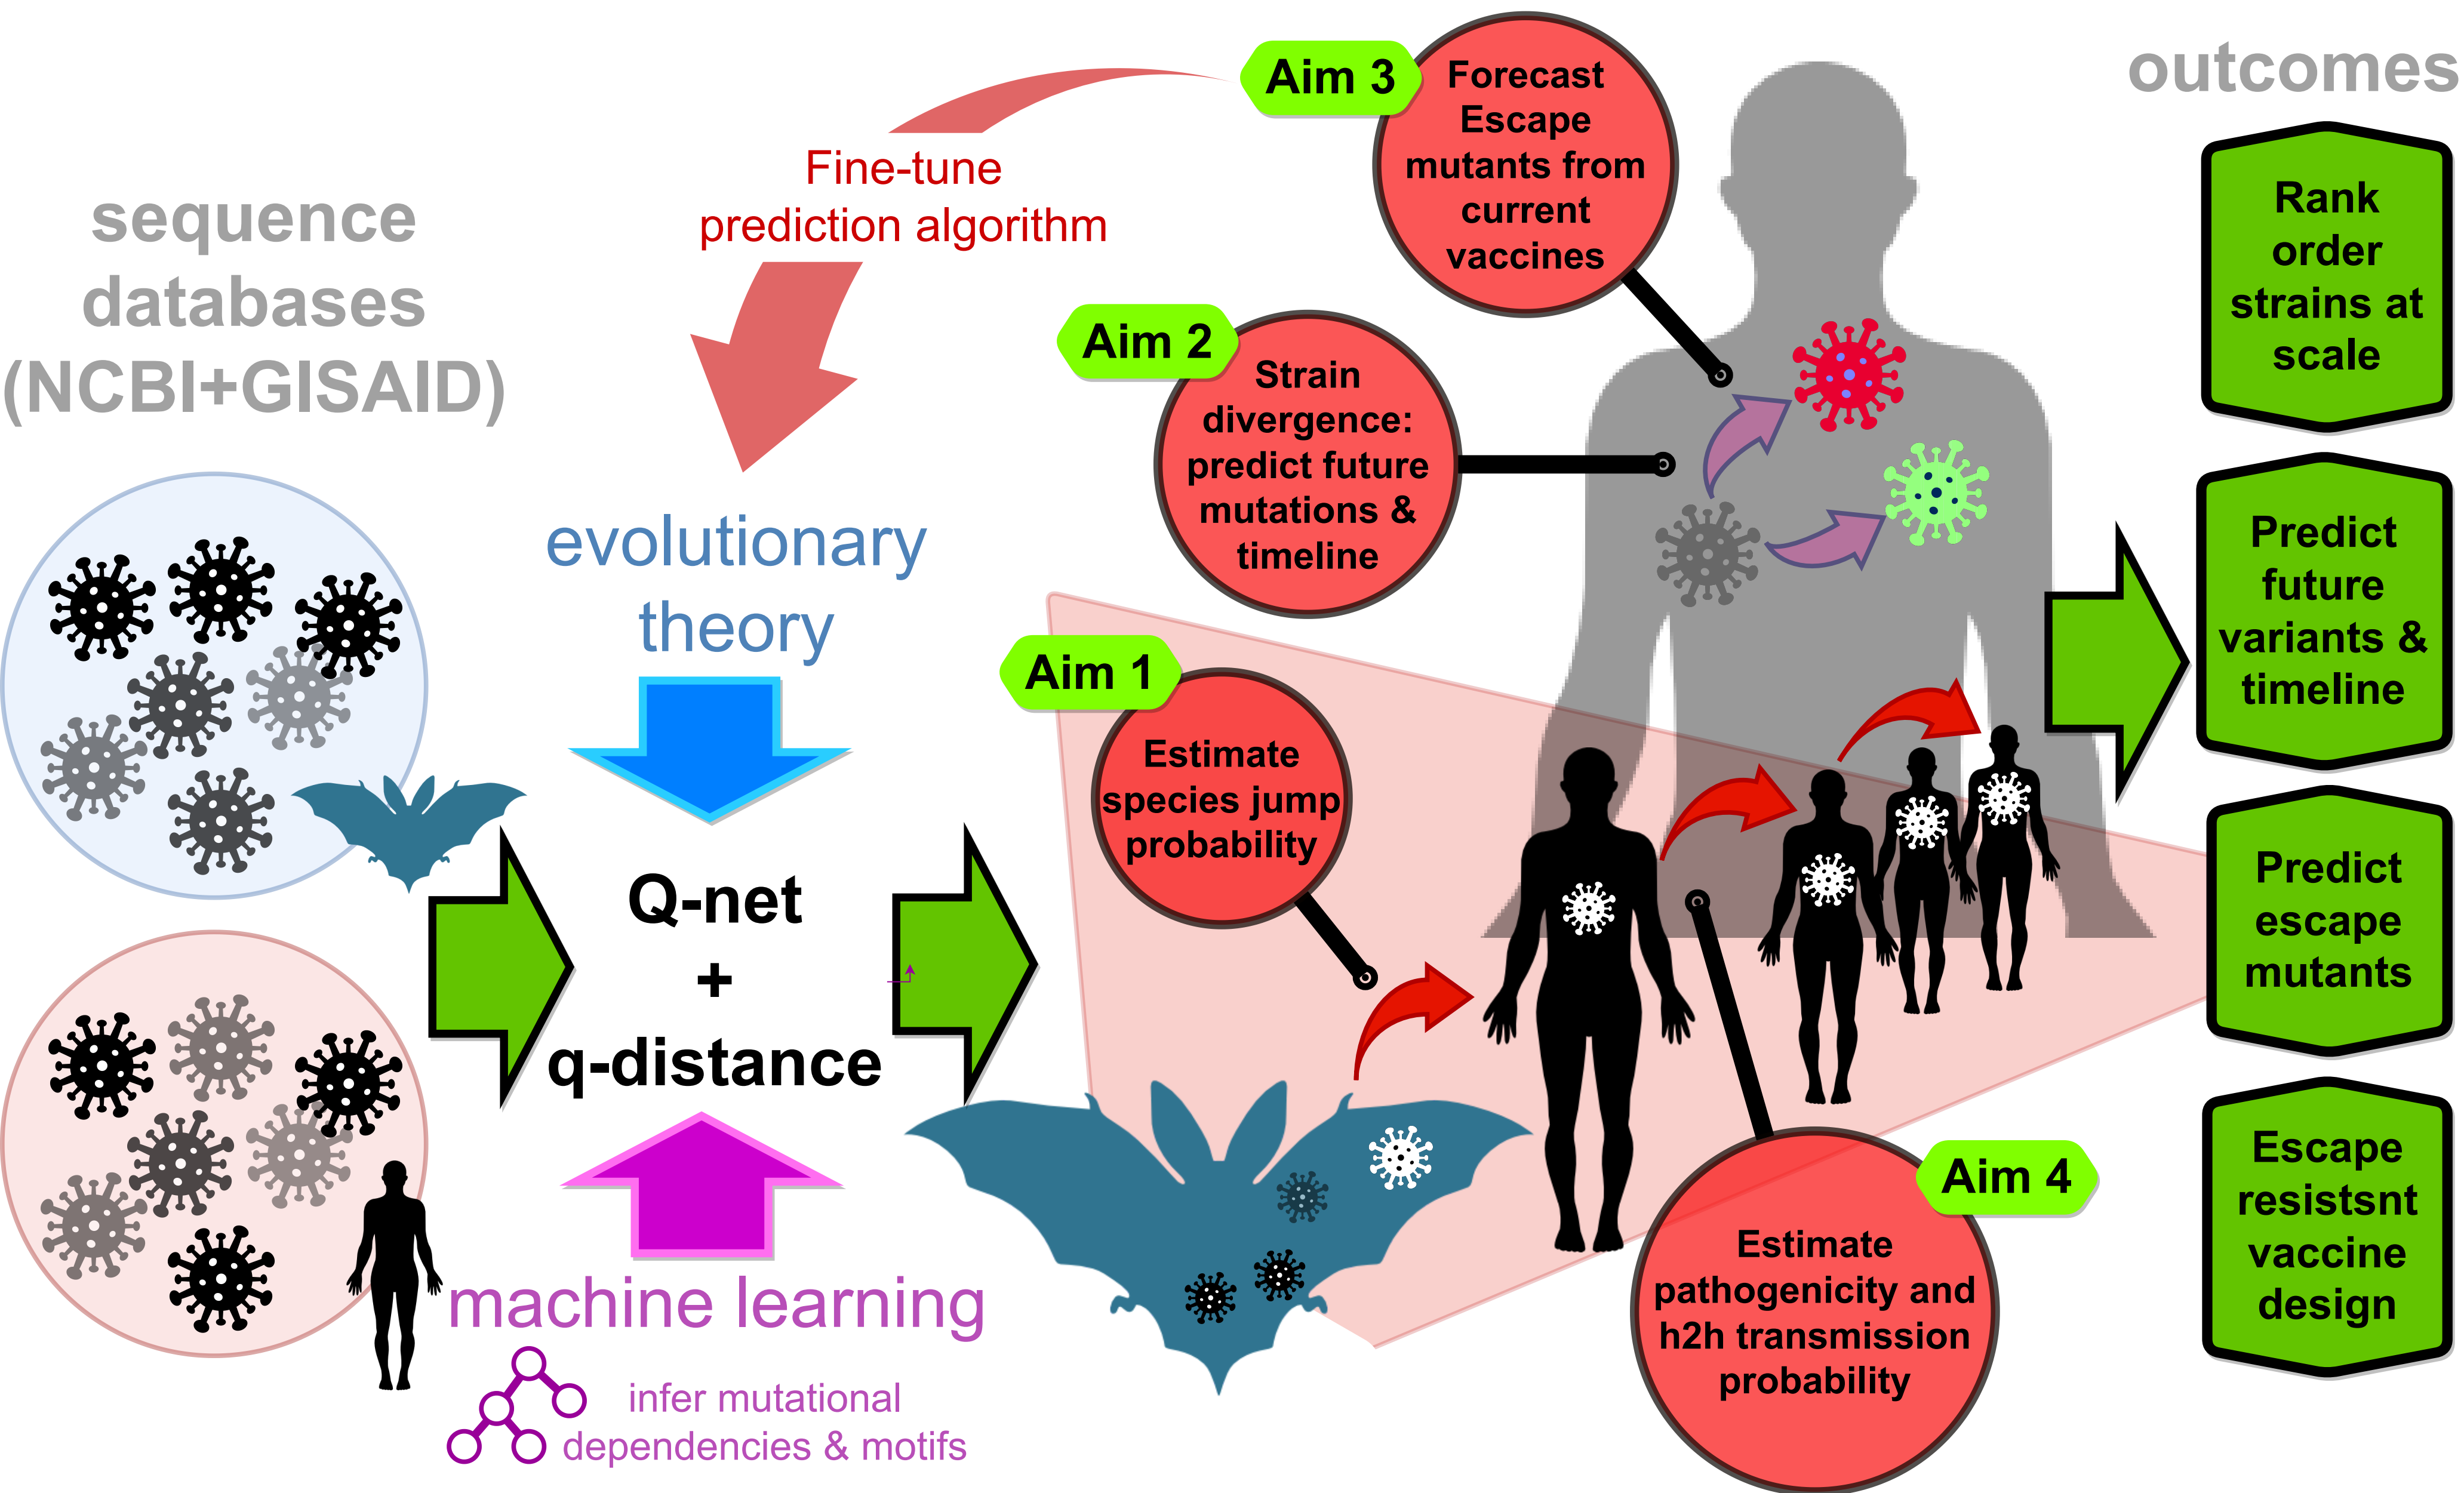 sequence
databases
(NCBI+GISAID)
Fine-tune
prediction algorithm
evolutionary
theory
Q-net
+
q-distance
machine learning
infer mutational
dependencies & motifs
Aim 3
Forecast
Escape
mutants from
current
vaccines
Aim 2
Strain
divergence:
predict future
mutations &
timeline
Aim 1
Estimate
species jump
probability
Aim 4
Estimate
pathogenicity and
h2h transmission
probability
outcomes
Rank
order
strains at
scale
Predict
future
variants &
timeline
Predict
escape
mutants
Escape
resistsnt
vaccine
design